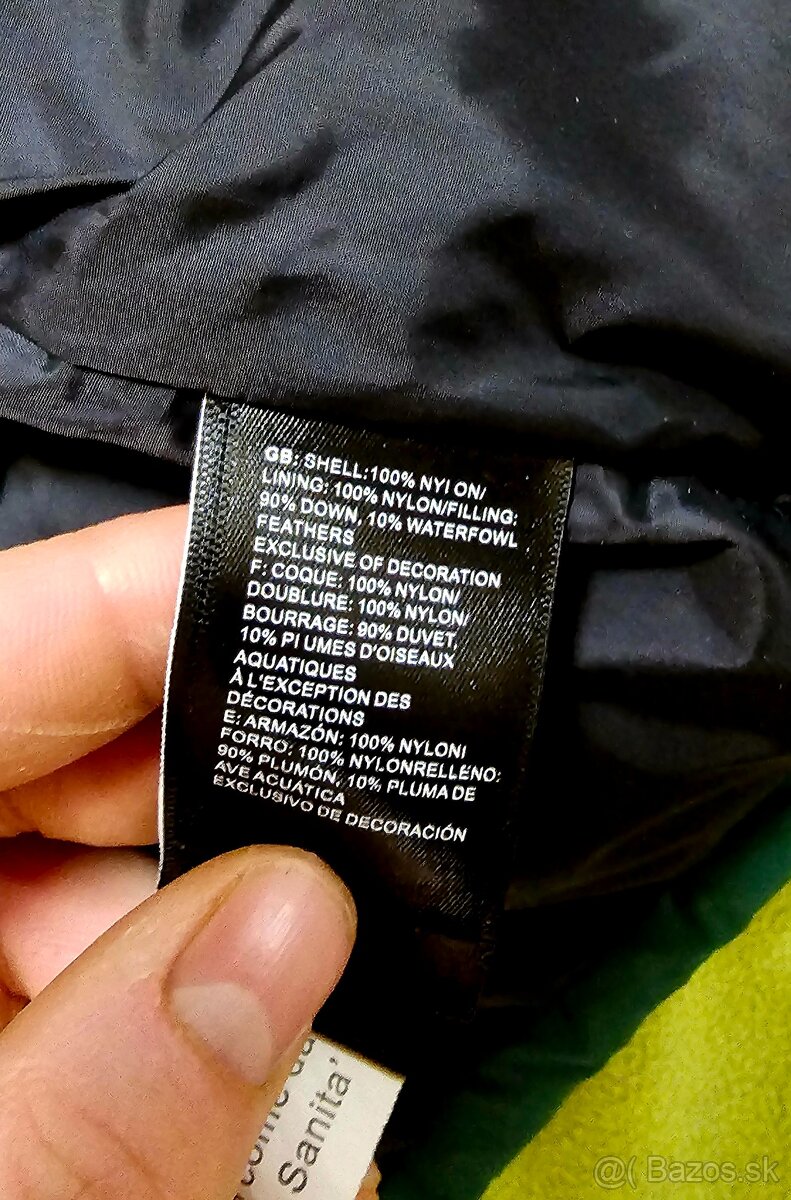 GB: SHELL:100% NYI ON/
LINING: 100% NYLON/FILLING:
90% DOWN, 10% WATERFOWL
FEATHERS
EXCLUSIVE OF DECORATION
F: COQUE: 100% NYLON/
DOUBLURE: 100% NYLON/
BOURRAGE: 90% DUVET,
10% PI UMES D'OISEAUX
AQUATIQUES
À L'EXCEPTION DES
DÉCORATIONS
E: ARMAZÓN: 100% NYLONI
FORRO: 100% NYLONRELLENO:
90% PLUMÓN, 10% PLUMA DE
AVE ACUÁTICA
EXCLUSIVO DE DECORACIÓN
Sanita'
@( Bazos.sk